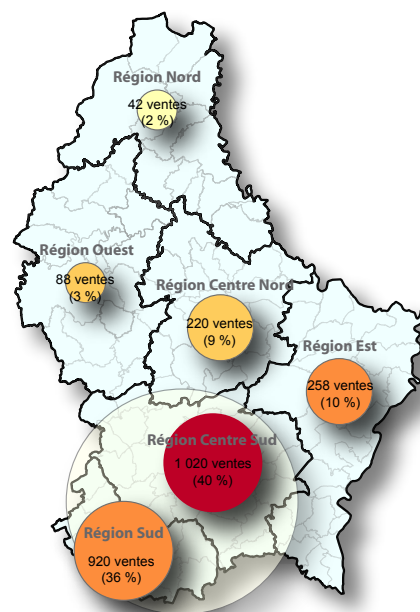 Région Nord
42 ventes
(2 %)
Région Ouest
88 ventes
(3 %)
Région Centre Nord
220 ventes
(9 %)
Région Est
258 ventes
(10 %)
Région Centre Sud
1 020 ventes
(40 %)
Région Sud
920 ventes
(36 %)